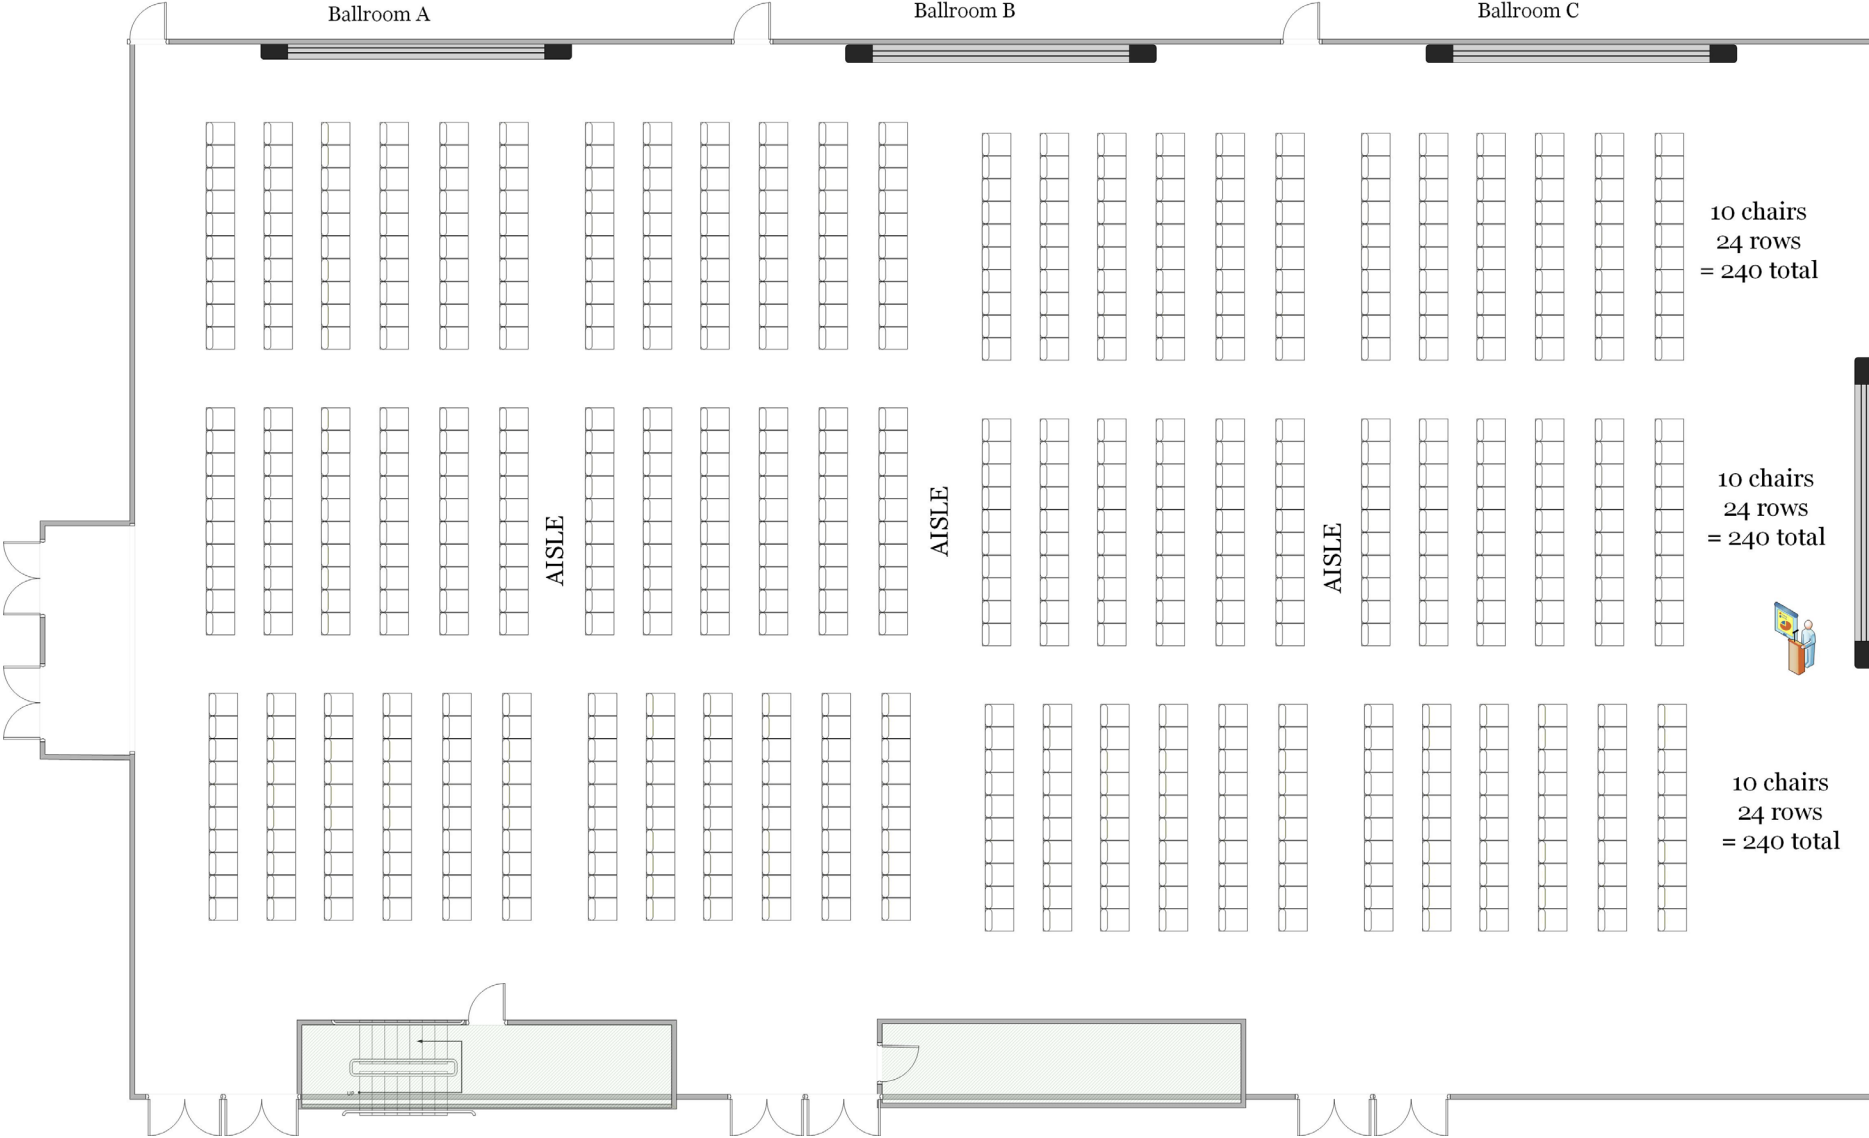 Ballroom A
Ballroom B
Ballroom C
10 chairs
24 rows
= 240 total
AISLE
AISLE
AISLE
10 chairs
24 rows
= 240 total
10 chairs
24 rows
= 240 total
UP